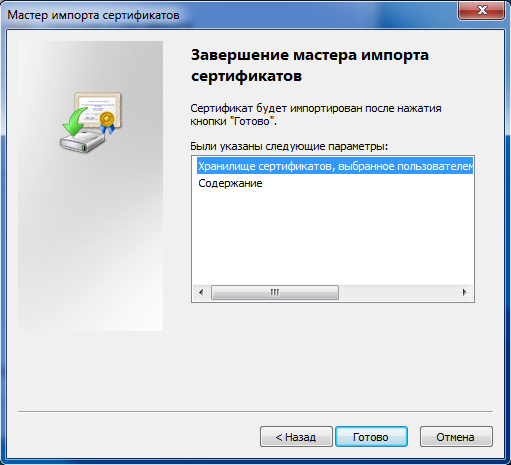 Мастер импорта сертификатов
Завершение мастера импорта
сертификатов
Сертификат будет импортирован после нажатия
кнопки "Готово".
Были указаны следующие параметры:
Хранилище сертификатов, выбранное пользователем
Содержание
< Назад
Готово
Отмена